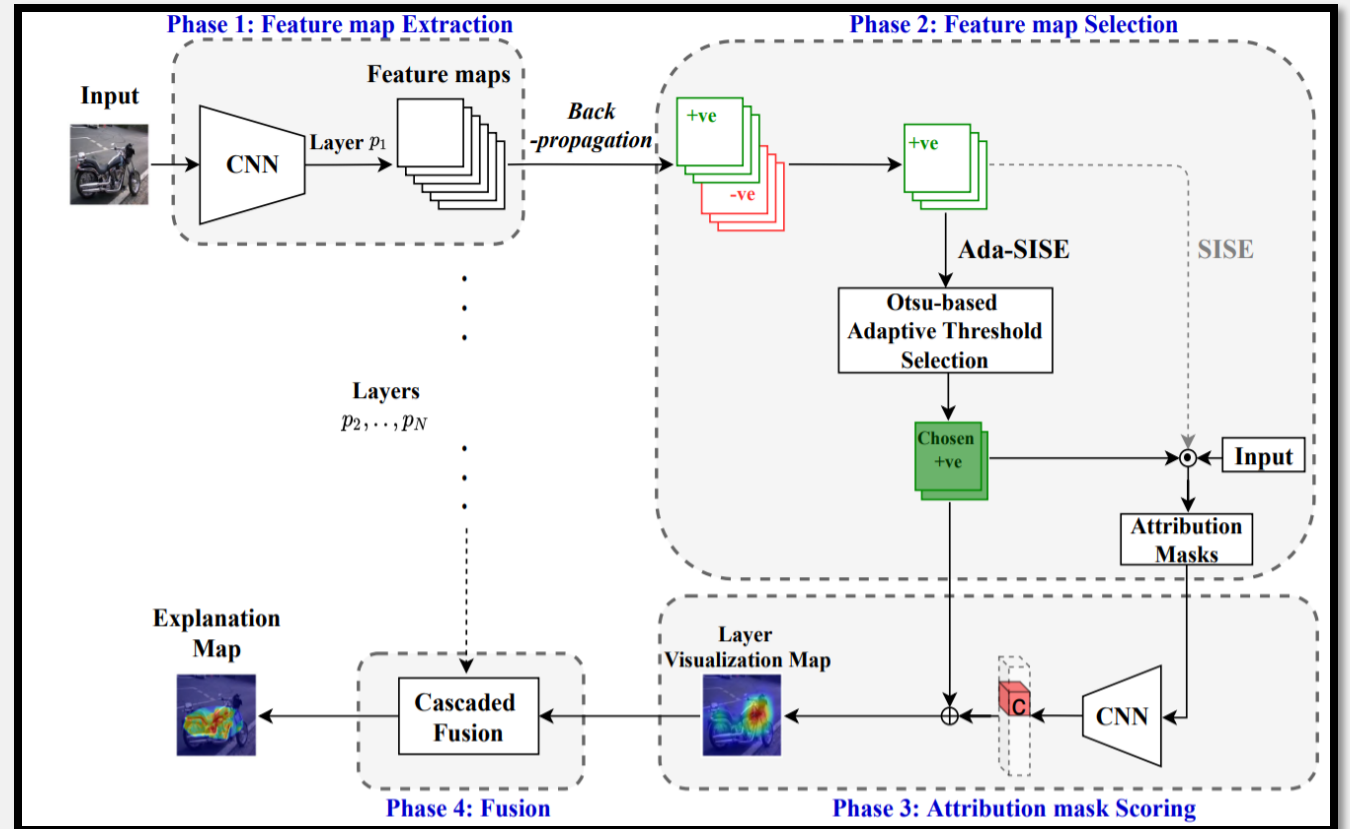 Phase 1: Feature map Extraction
Phase 2: Feature map Selection
Input
Feature maps
CNN
Layer p₁
Back
-propagation
+ve
-ve
+ve
Ada-SISE
SISE
Otsu-based
Adaptive Threshold
Selection
Chosen
+ve
Input
Attribution
Masks
Layers
p₂,..,p_N
Explanation
Map
Cascaded
Fusion
Layer
Visualization Map
C
CNN
Phase 4: Fusion
Phase 3: Attribution mask Scoring